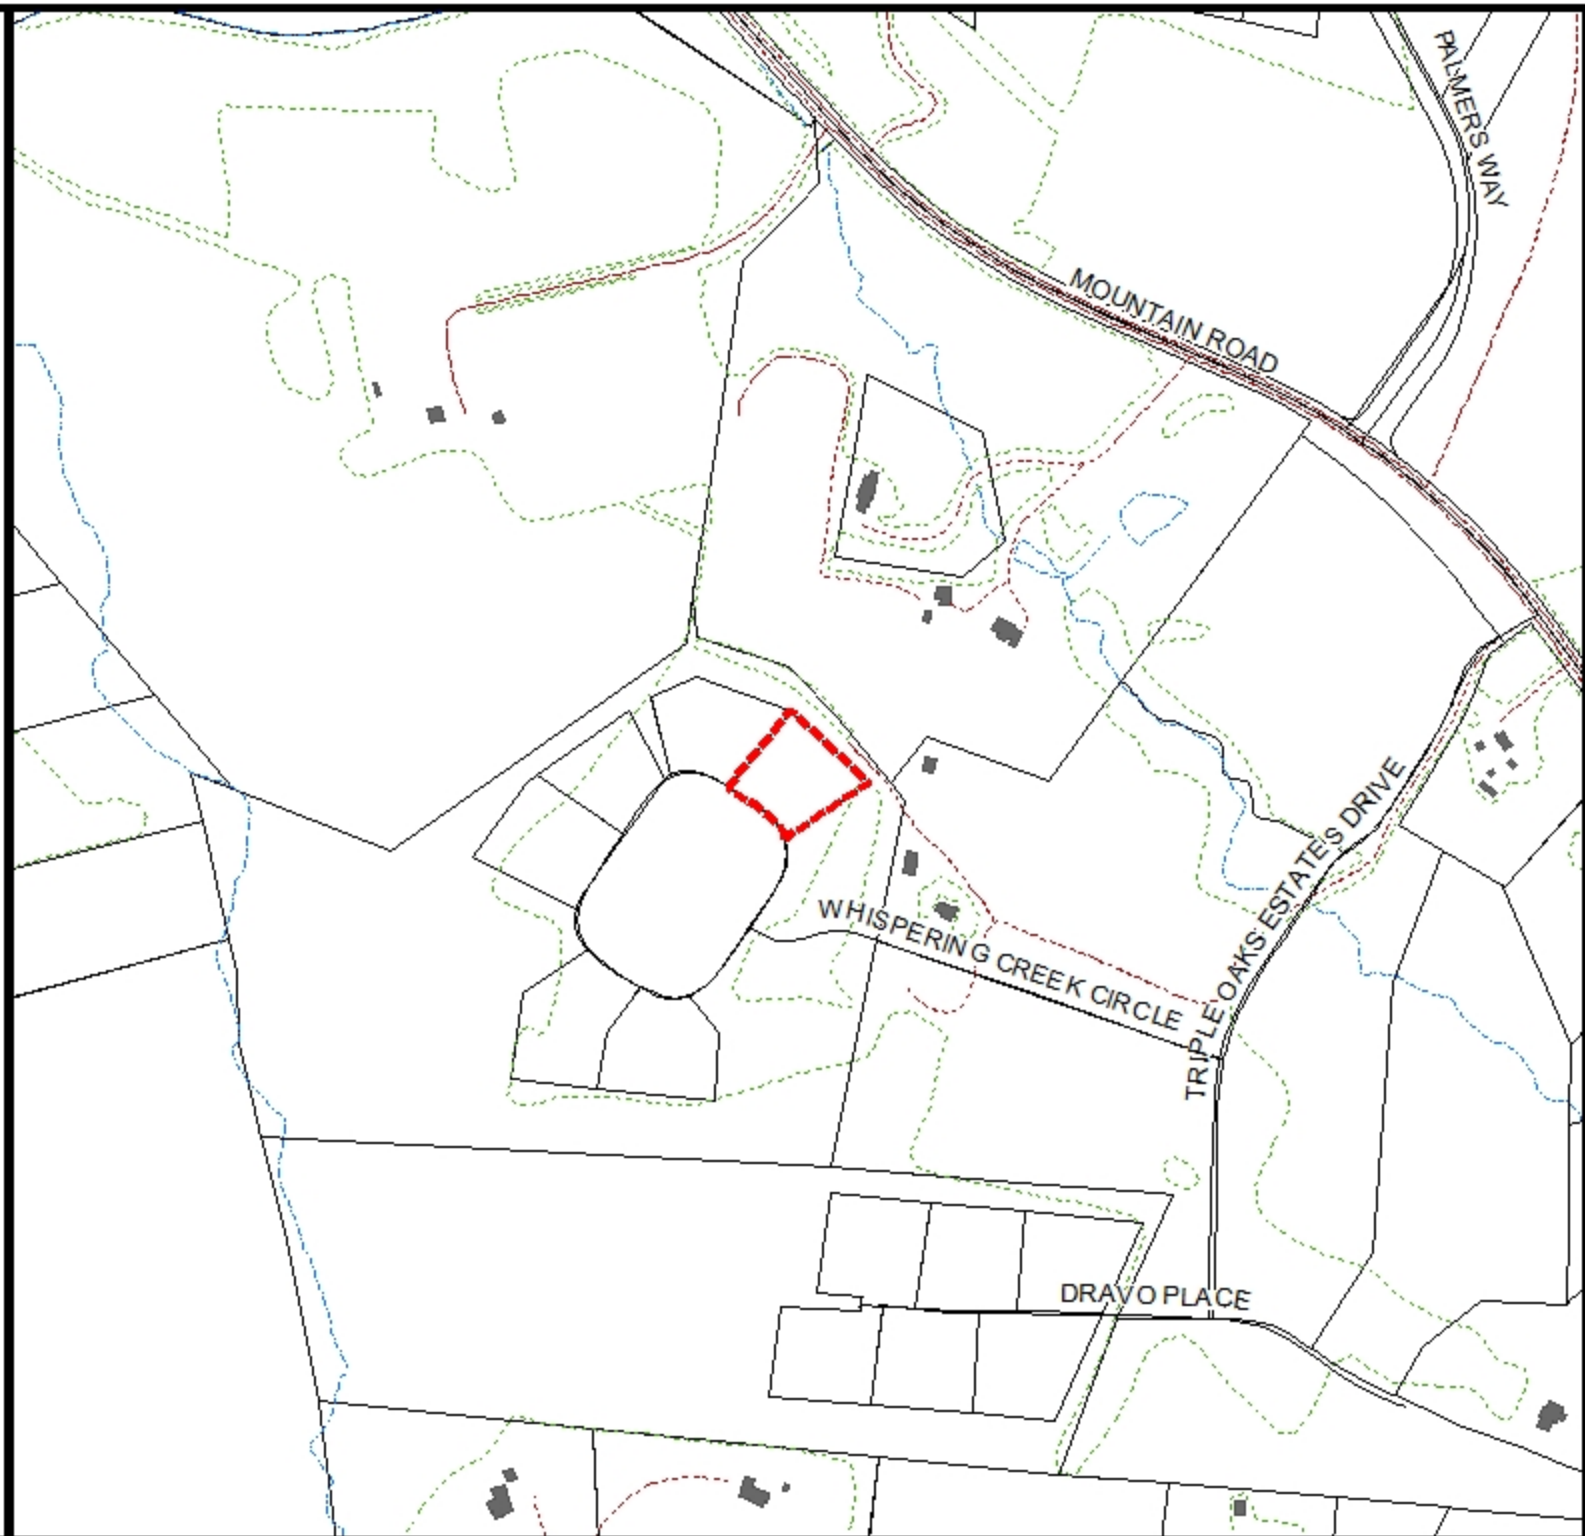 PALMERS WAY
MOUNTAIN ROAD
TRIPLE OAKS ESTATES DRIVE
WHISPERING CREEK CIRCLE
DRAVO PLACE